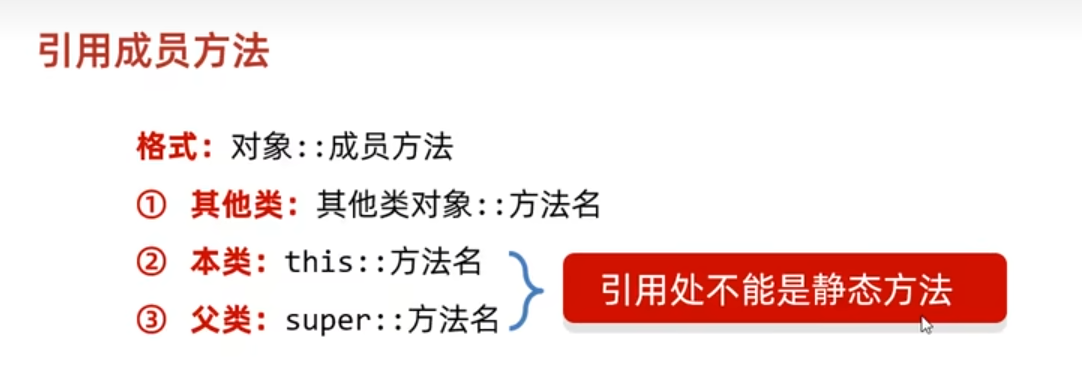 引用成员方法
格式：对象::成员方法
① 其他类：其他类对象::方法名
② 本类：this::方法名
③ 父类：super::方法名
引用处不能是静态方法